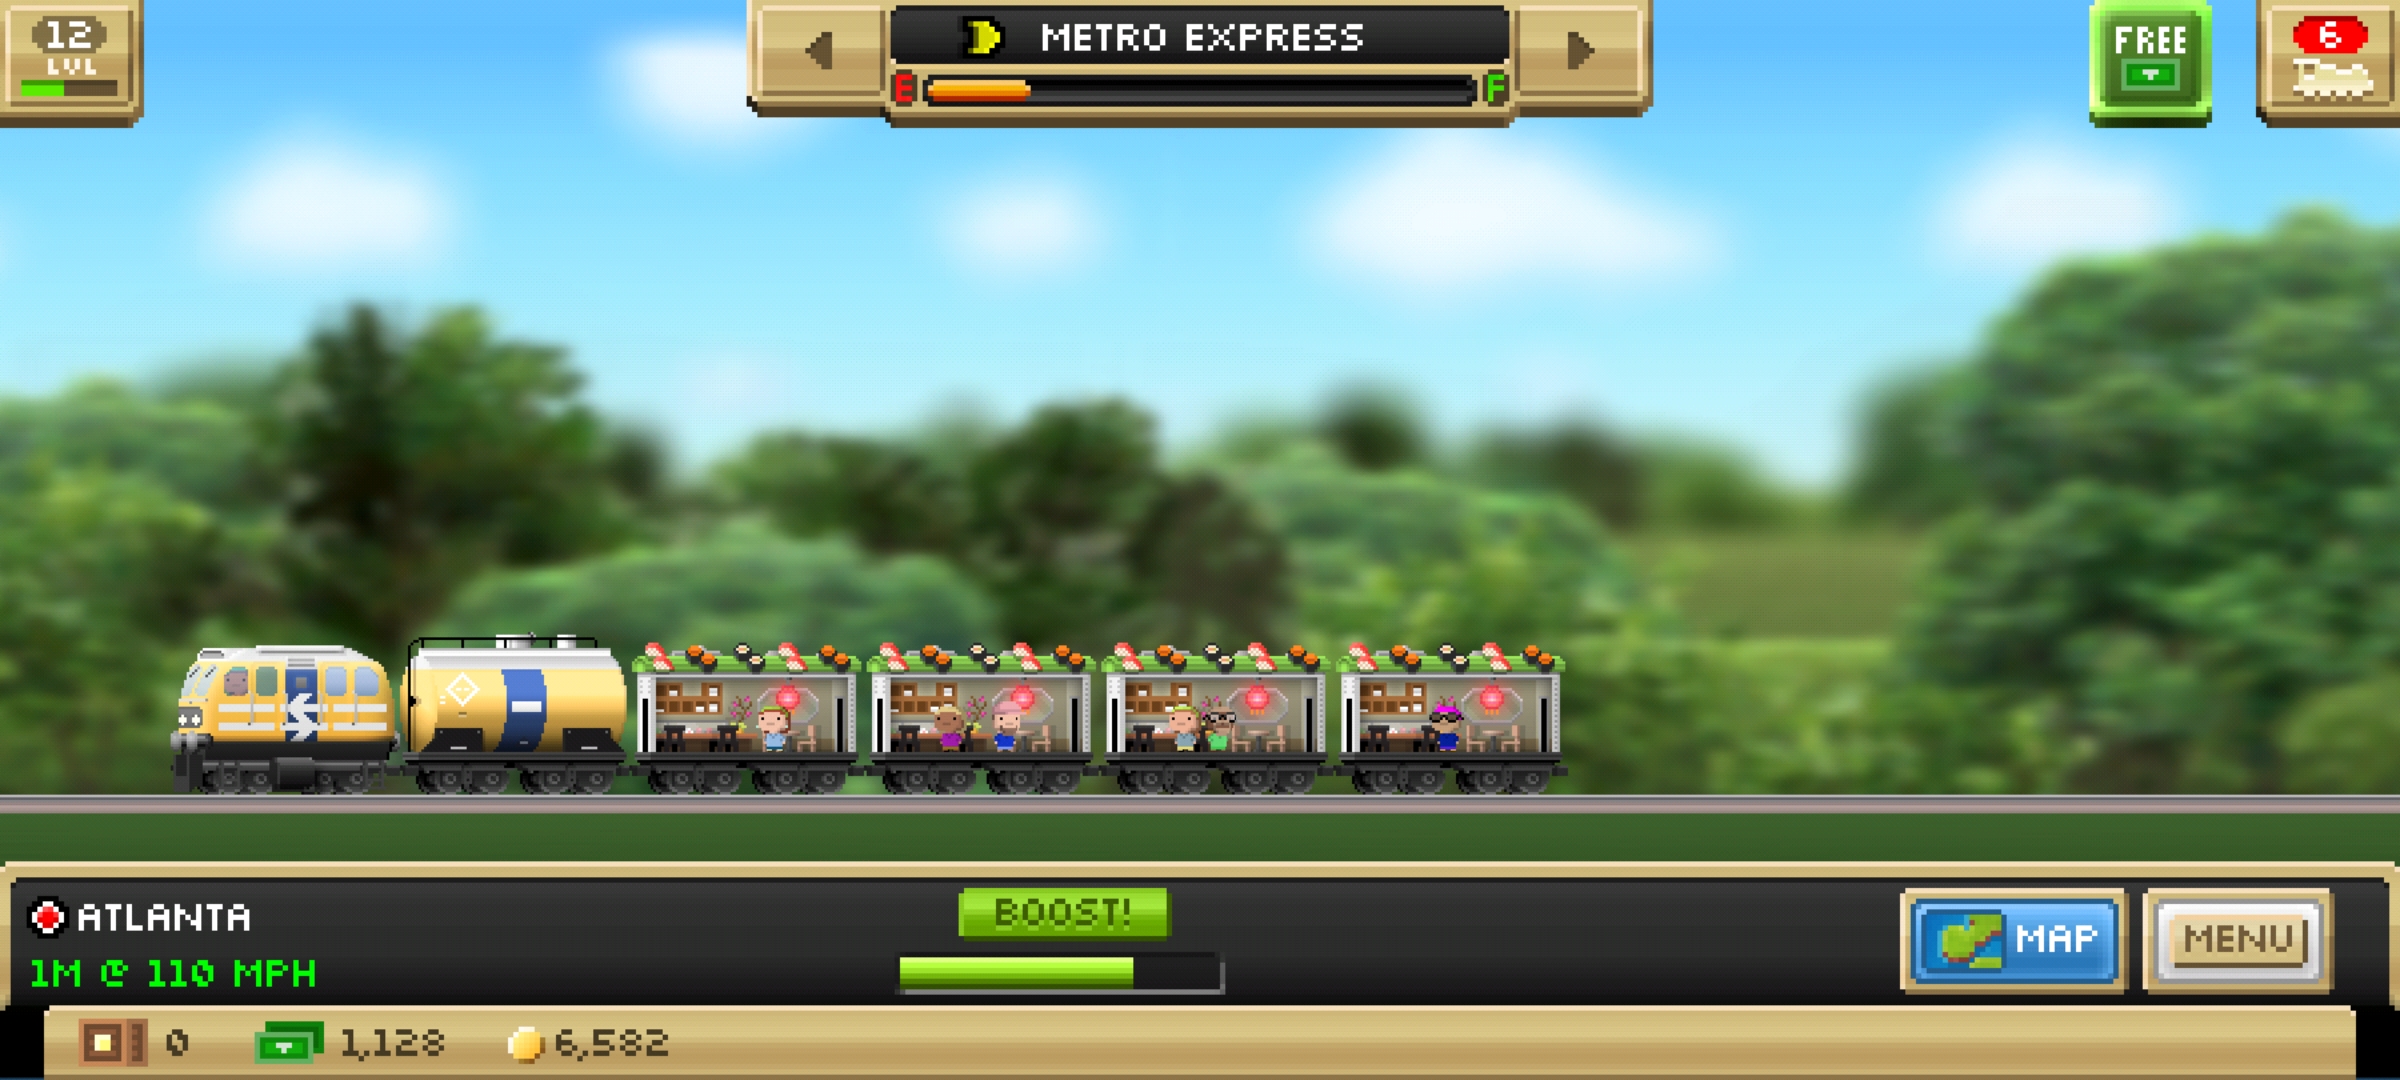 12
LVL
METRO EXPRESS
E F
FREE
6
ATLANTA
1M @ 110 MPH
BOOST!
MAP
MENU
0
1,128
6,582